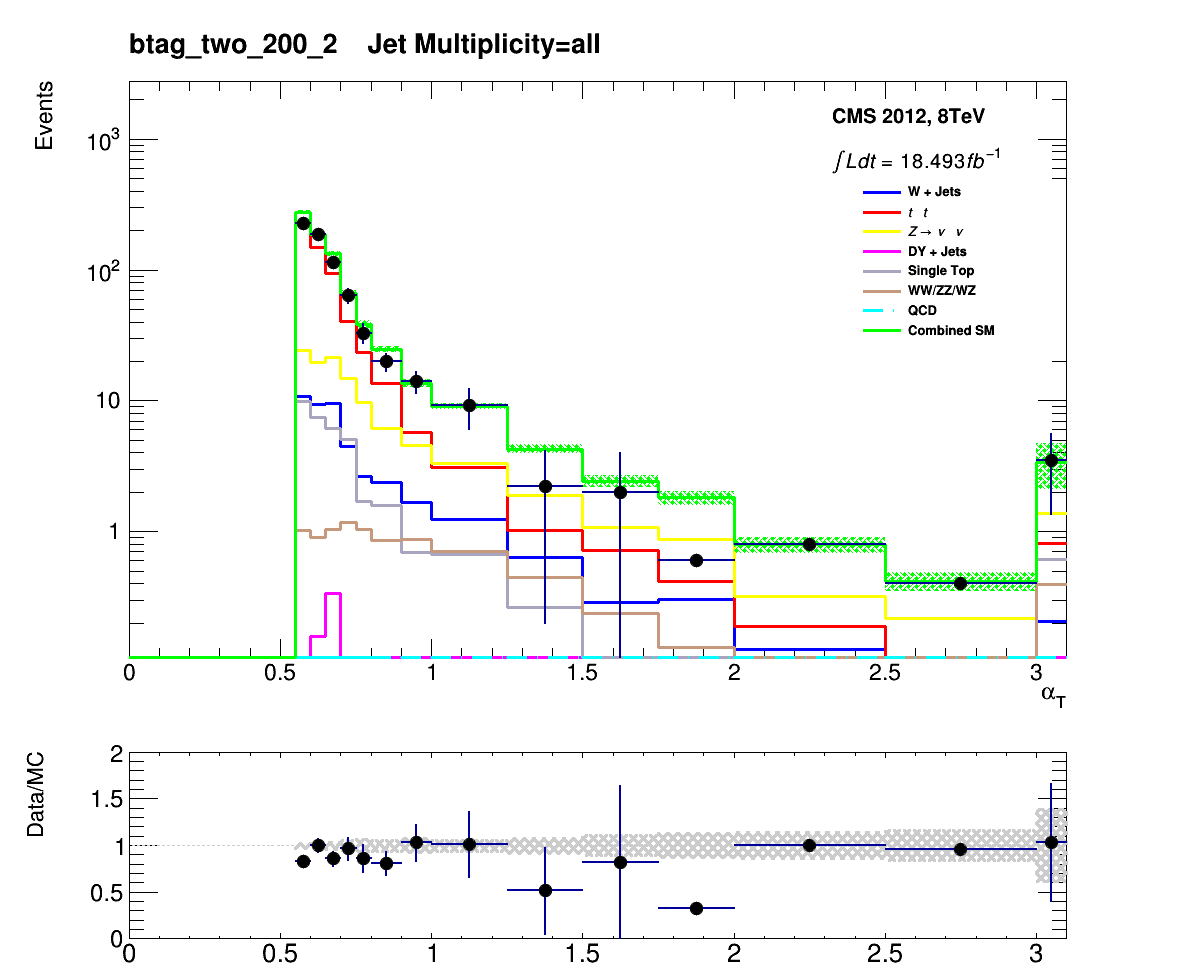 btag_two_200_2 Jet Multiplicity=all
Events
CMS 2012, 8TeV
∫Ldt = 18.493fb⁻¹
W + Jets
t t
Z→ ν ν
DY + Jets
Single Top
WW/ZZ/WZ
QCD
Combined SM
10³
10²
10
1
0 0.5 1 1.5 2 2.5 3
α_T
Data/MC
2
1.5
1
0.5
0
0 0.5 1 1.5 2 2.5 3